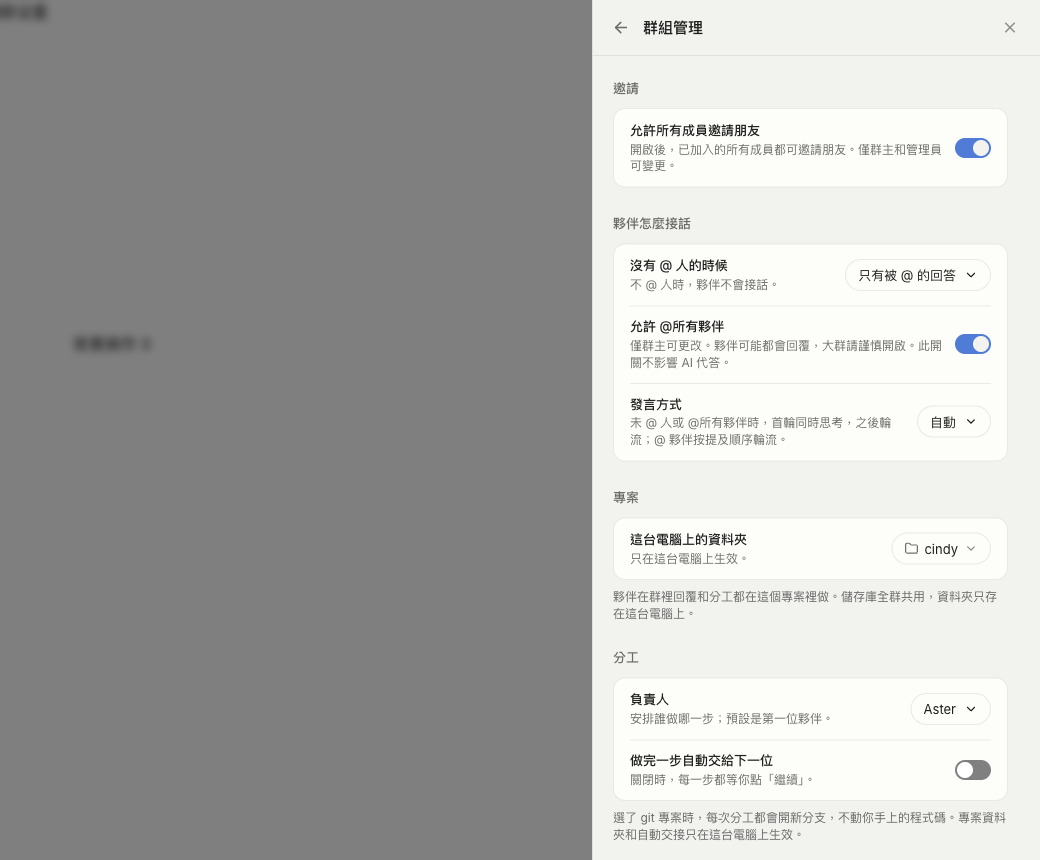 群組管理
邀請
允許所有成員邀請朋友
開啟後，已加入的所有成員都可邀請朋友。僅群主和管理員
可變更。
夥伴怎麼接話
沒有 @ 人的時候
不 @ 人時，夥伴不會接話。
只有被 @ 的回答
允許 @所有夥伴
僅群主可更改。夥伴可能都會回覆，大群請謹慎開啟。此開
關不影響 AI 代答。
發言方式
未 @ 人或 @所有夥伴時，首輪同時思考，之後輪
流；@ 夥伴按提及順序輪流。
自動
專案
這台電腦上的資料夾
只在這台電腦上生效。
cindy
夥伴在群裡回覆和分工都在這個專案裡做。儲存庫全群共用，資料夾只存
在這台電腦上。
分工
負責人
安排誰做哪一步；預設是第一位夥伴。
Aster
做完一步自動交給下一位
關閉時，每一步都等你點「繼續」。
選了 git 專案時，每次分工都會開新分支，不動你手上的程式碼。專案資料
夾和自動交接只在這台電腦上生效。